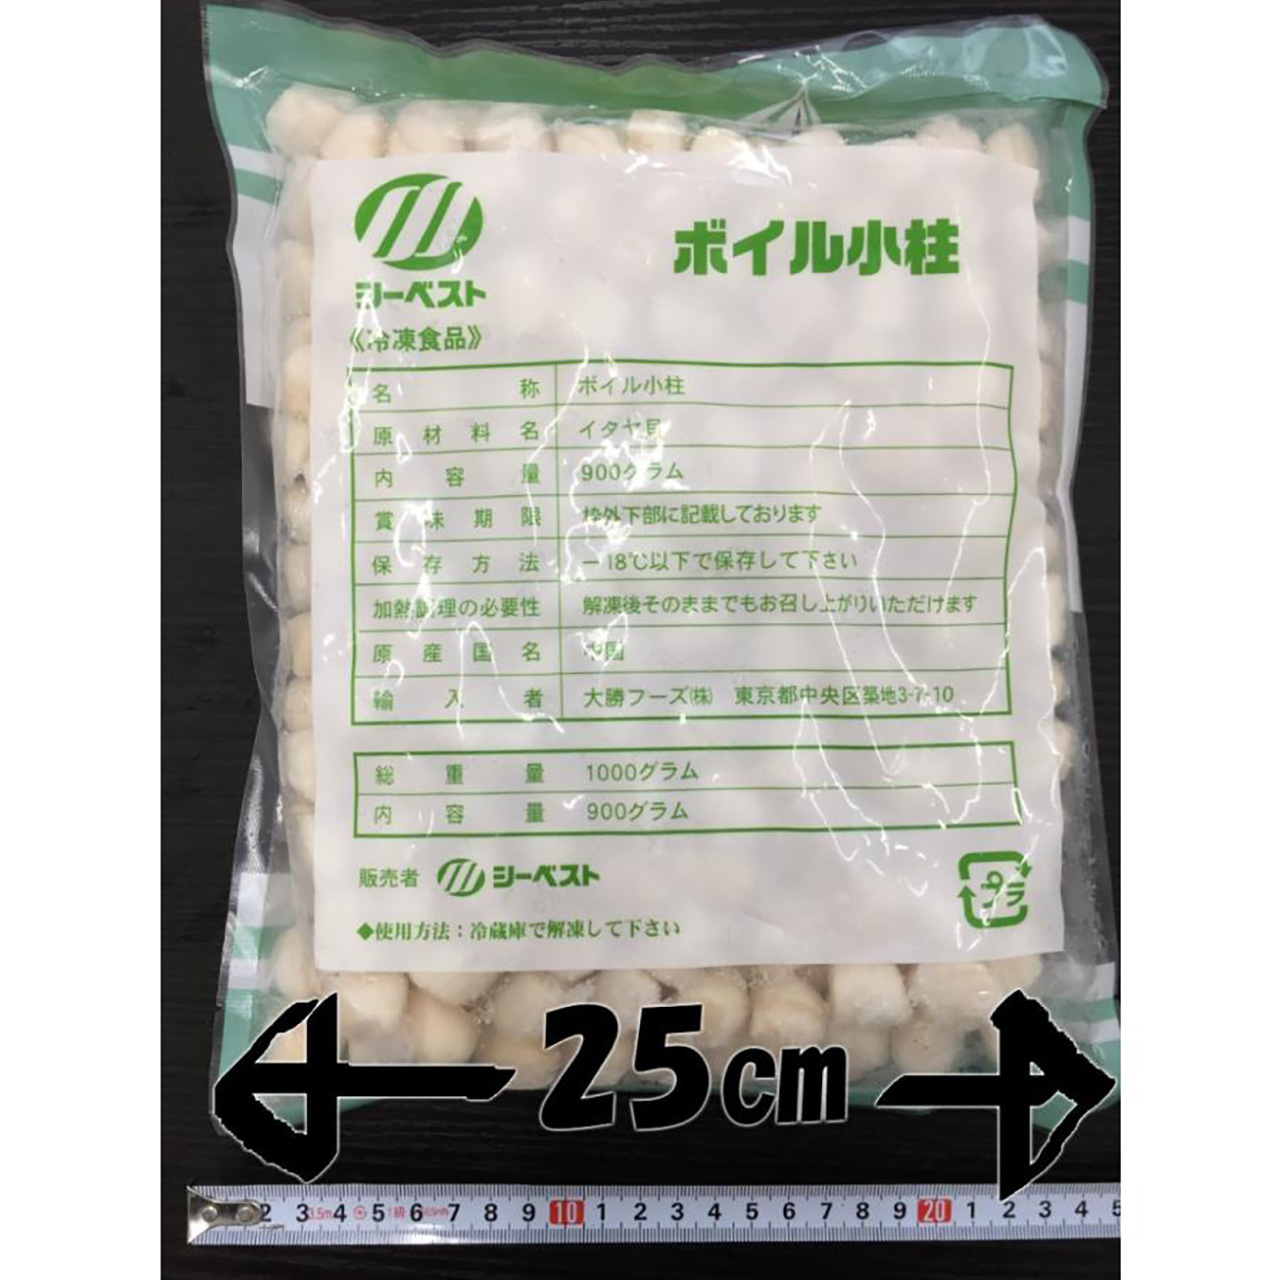 シーベスト
ボイル小柱
《冷凍食品》
名称 ボイル小柱
原材料名 イタヤ貝
内容量 900グラム
賞味期限 枠外下部に記載しております
保存方法 −18℃以下で保存して下さい
加熱調理の必要性 解凍後そのままでもお召し上がりいただけます
原産国名 中国
輸入者 大勝フーズ㈱ 東京都中央区築地3-7-10
総重量 1000グラム
内容量 900グラム
販売者 シーベスト
プラ
◆使用方法：冷蔵庫で解凍して下さい
25cm
2 3 3.5m 4 5 1級 6 7 8 9 10 1 2 3 4 5 6 7 8 9 20 1 2 3 4 5